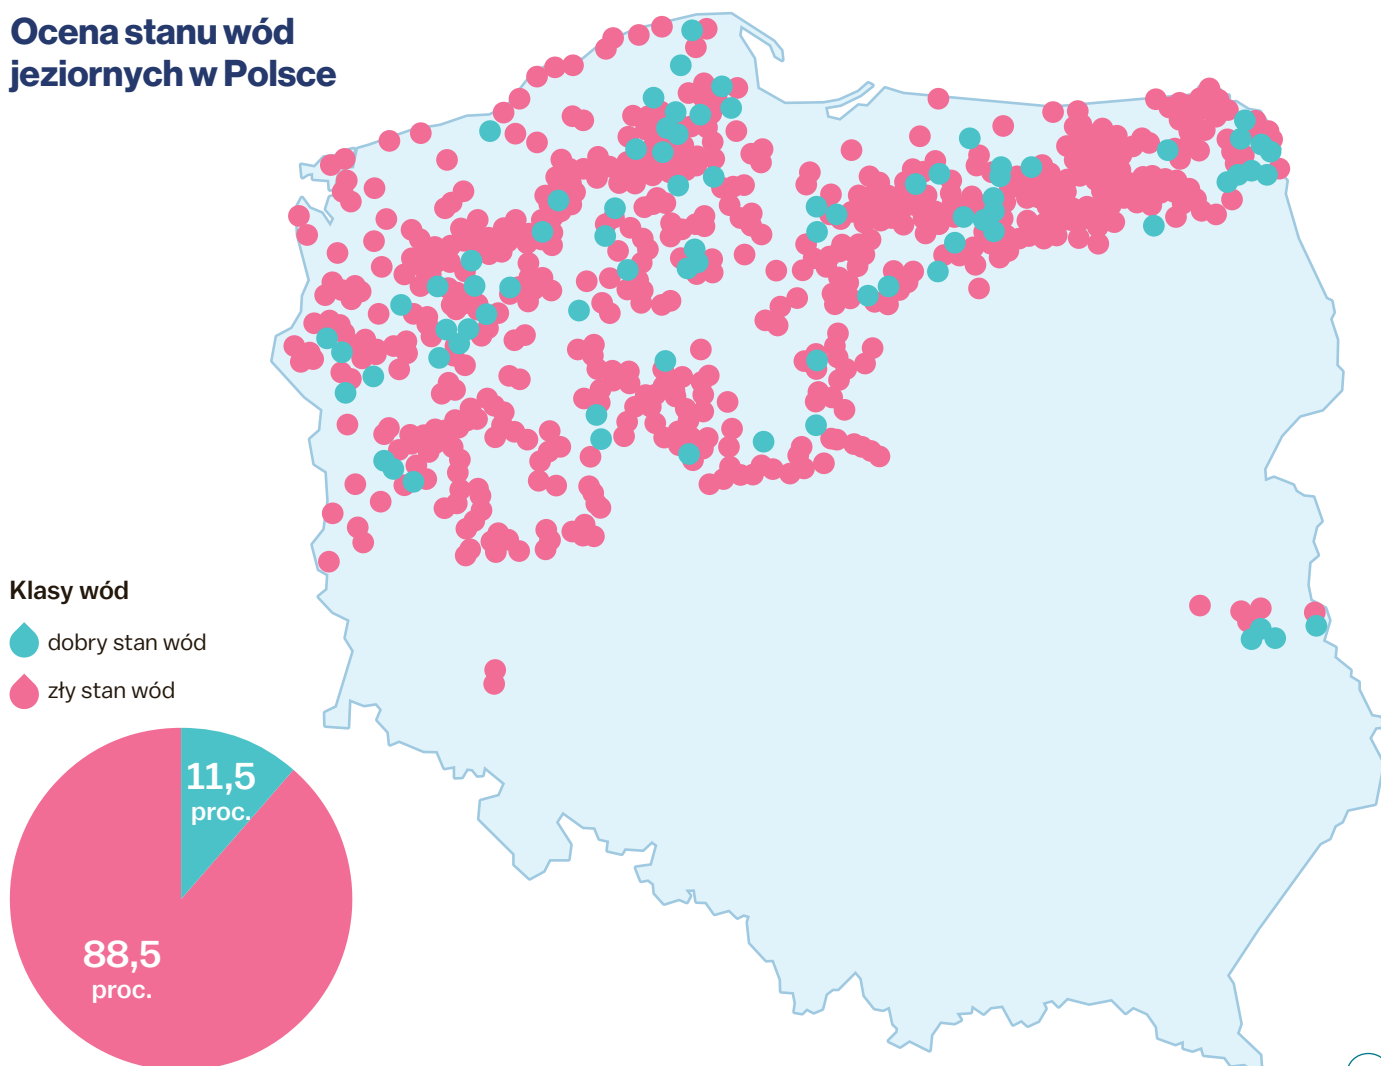 Ocena stanu wód
jeziornych w Polsce
Klasy wód
dobry stan wód
zły stan wód
11,5
proc.
88,5
proc.